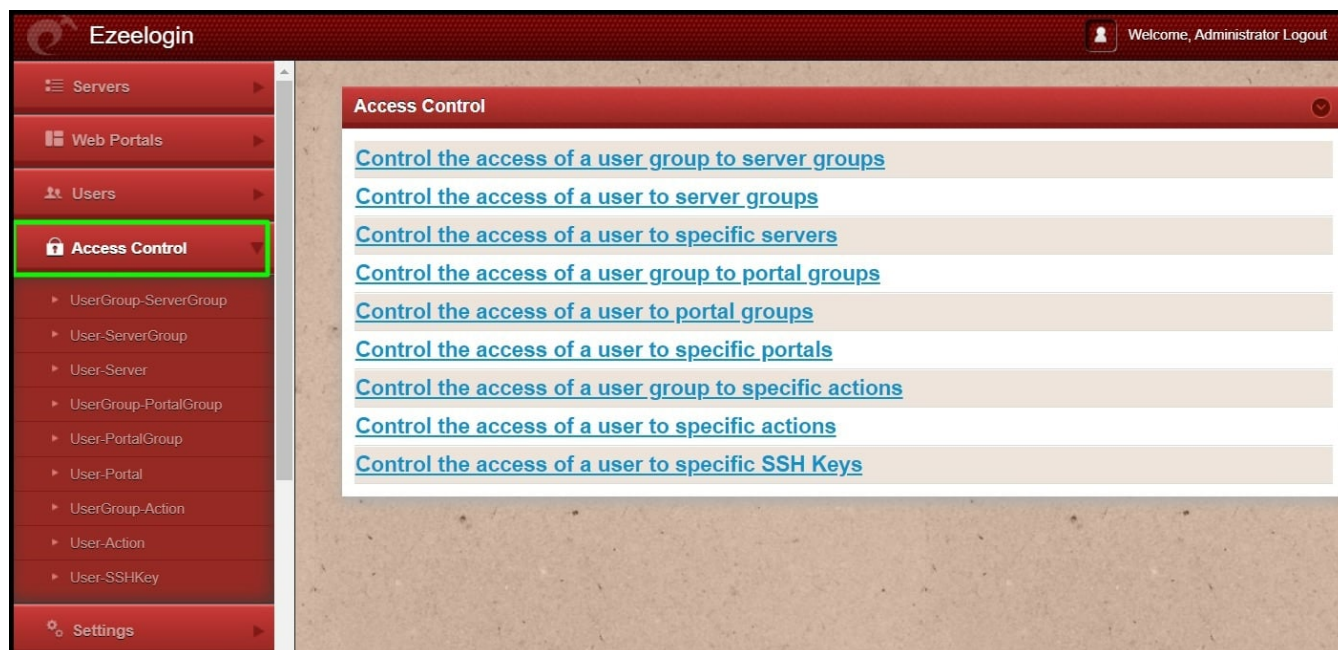 Ezeelogin
Welcome, Administrator Logout
Servers
Web Portals
Users
Access Control
UserGroup-ServerGroup
User-ServerGroup
User-Server
UserGroup-PortalGroup
User-PortalGroup
User-Portal
UserGroup-Action
User-Action
User-SSHKey
Settings
Access Control
Control the access of a user group to server groups
Control the access of a user to server groups
Control the access of a user to specific servers
Control the access of a user group to portal groups
Control the access of a user to portal groups
Control the access of a user to specific portals
Control the access of a user group to specific actions
Control the access of a user to specific actions
Control the access of a user to specific SSH Keys